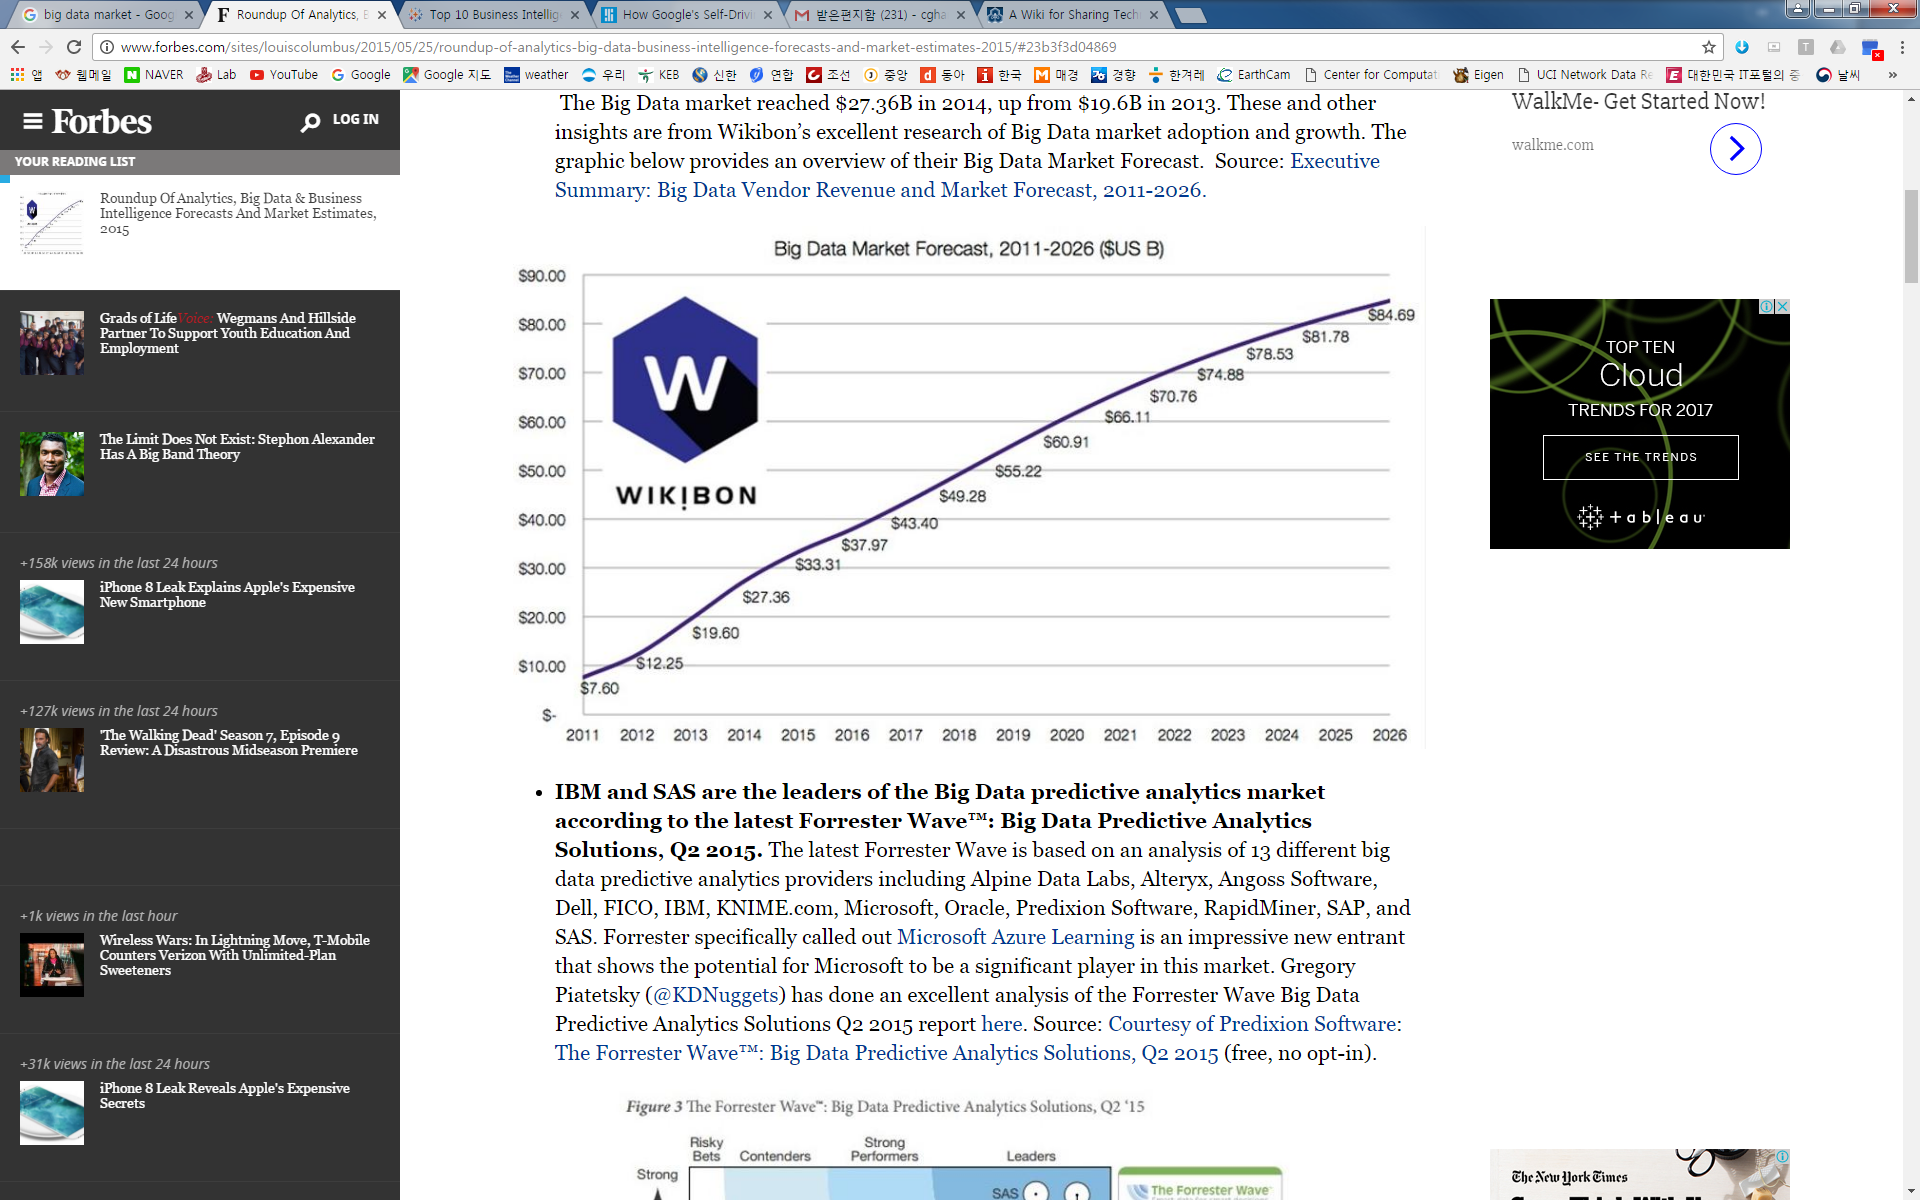 big data market - Goog
Roundup Of Analytics, B
Top 10 Business Intellig
How Google's Self-Drivi
받은편지함 (231) - cgha
A Wiki for Sharing Tech
www.forbes.com/sites/louiscolumbus/2015/05/25/roundup-of-analytics-big-data-business-intelligence-forecasts-and-market-estimates-2015/#23b3f3d04869
앱 웹메일 NAVER Lab YouTube Google Google 지도 weather 우리 KEB 신한 연합 조선 중앙 동아 한국 매경 경향 한겨레 EarthCam Center for Computat Eigen UCI Network Data Re 대한민국 IT포털의 중 날씨 »
Forbes
LOG IN
YOUR READING LIST
Roundup Of Analytics, Big Data & Business
Intelligence Forecasts And Market Estimates,
2015
Grads of Life Voice: Wegmans And Hillside
Partner To Support Youth Education And
Employment
The Limit Does Not Exist: Stephon Alexander
Has A Big Band Theory
+158k views in the last 24 hours
iPhone 8 Leak Explains Apple's Expensive
New Smartphone
+127k views in the last 24 hours
'The Walking Dead' Season 7, Episode 9
Review: A Disastrous Midseason Premiere
+1k views in the last hour
Wireless Wars: In Lightning Move, T-Mobile
Counters Verizon With Unlimited-Plan
Sweeteners
+31k views in the last 24 hours
iPhone 8 Leak Reveals Apple's Expensive
Secrets
The Big Data market reached $27.36B in 2014, up from $19.6B in 2013. These and other
insights are from Wikibon’s excellent research of Big Data market adoption and growth. The
graphic below provides an overview of their Big Data Market Forecast.  Source: Executive
Summary: Big Data Vendor Revenue and Market Forecast, 2011-2026.
Big Data Market Forecast, 2011-2026 ($US B)
$90.00
$80.00
$70.00
$60.00
$50.00
$40.00
$30.00
$20.00
$10.00
$-
W
WIKIBON
$7.60
$12.25
$19.60
$27.36
$33.31
$37.97
$43.40
$49.28
$55.22
$60.91
$66.11
$70.76
$74.88
$78.53
$81.78
$84.69
2011 2012 2013 2014 2015 2016 2017 2018 2019 2020 2021 2022 2023 2024 2025 2026
• IBM and SAS are the leaders of the Big Data predictive analytics market
according to the latest Forrester Wave™: Big Data Predictive Analytics
Solutions, Q2 2015. The latest Forrester Wave is based on an analysis of 13 different big
data predictive analytics providers including Alpine Data Labs, Alteryx, Angoss Software,
Dell, FICO, IBM, KNIME.com, Microsoft, Oracle, Predixion Software, RapidMiner, SAP, and
SAS. Forrester specifically called out Microsoft Azure Learning is an impressive new entrant
that shows the potential for Microsoft to be a significant player in this market. Gregory
Piatetsky (@KDNuggets) has done an excellent analysis of the Forrester Wave Big Data
Predictive Analytics Solutions Q2 2015 report here. Source: Courtesy of Predixion Software:
The Forrester Wave™: Big Data Predictive Analytics Solutions, Q2 2015 (free, no opt-in).
Figure 3 The Forrester Wave™: Big Data Predictive Analytics Solutions, Q2 ‘15
Risky
Bets
Contenders
Strong
Performers
Leaders
Strong
SAS
The Forrester Wave™
WalkMe- Get Started Now!
walkme.com
TOP TEN
Cloud
TRENDS FOR 2017
SEE THE TRENDS
+ableau
The New York Times